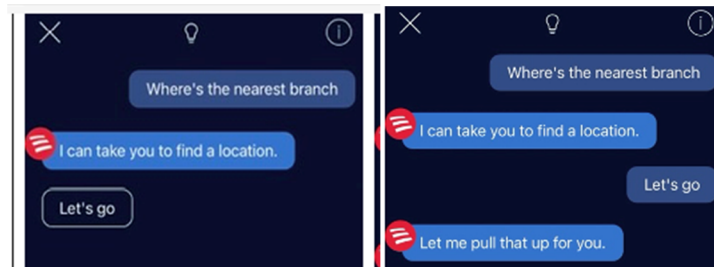 Where's the nearest branch
I can take you to find a location.
Let's go
Where's the nearest branch
I can take you to find a location.
Let's go
Let me pull that up for you.